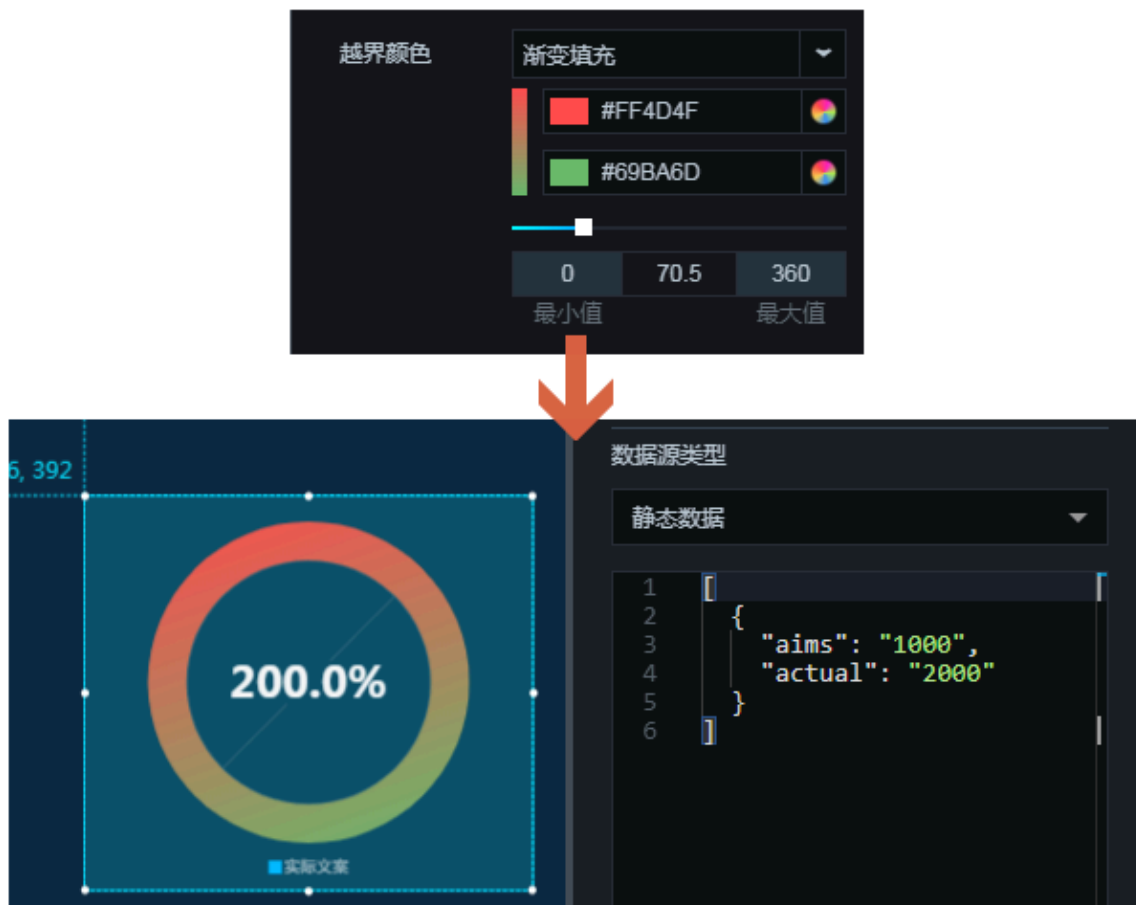 越界颜色
渐变填充
#FF4D4F
#69BA6D
0 70.5 360
最小值 最大值
6, 392
数据源类型
静态数据
200.0%
实际文案
1 [
2 {
3 "aims": "1000",
4 "actual": "2000"
5 }
6 ]